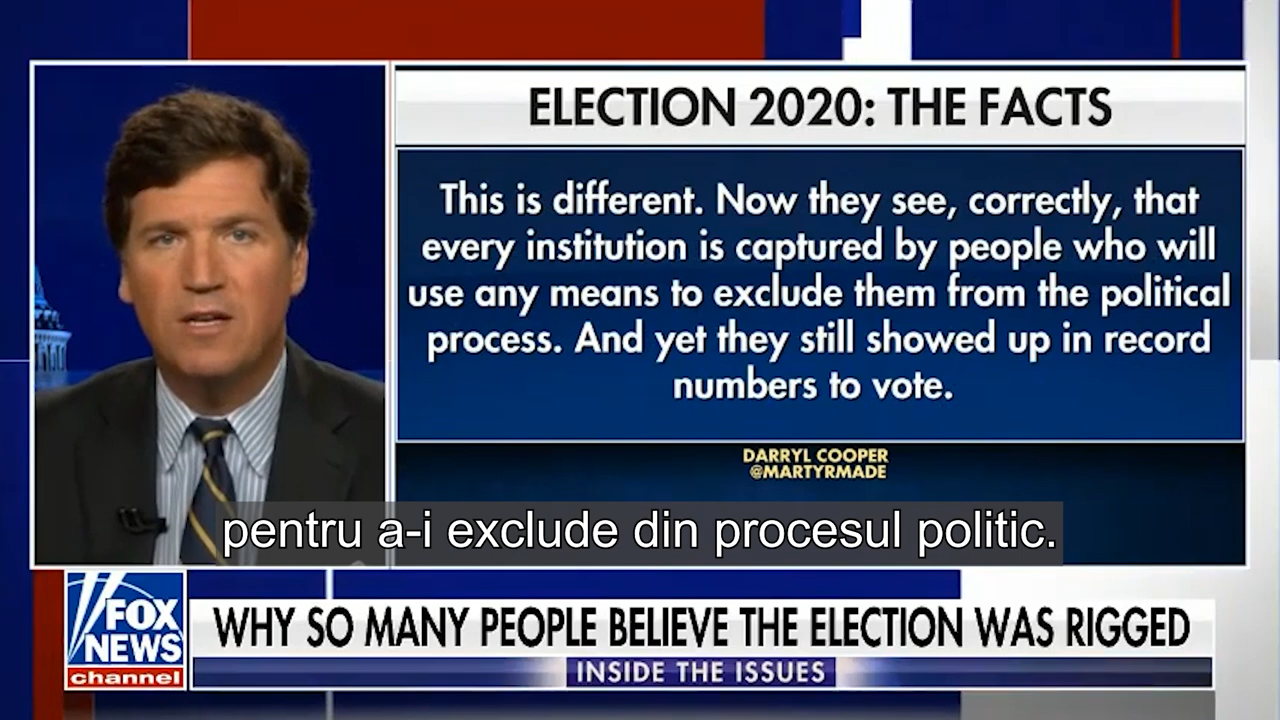 ELECTION 2020: THE FACTS
This is different. Now they see, correctly, that
every institution is captured by people who will
use any means to exclude them from the political
process. And yet they still showed up in record
numbers to vote.
DARRYL COOPER
@MARTYRMADE
pentru a-i exclude din procesul politic.
FOX
NEWS
channel
WHY SO MANY PEOPLE BELIEVE THE ELECTION WAS RIGGED
INSIDE THE ISSUES